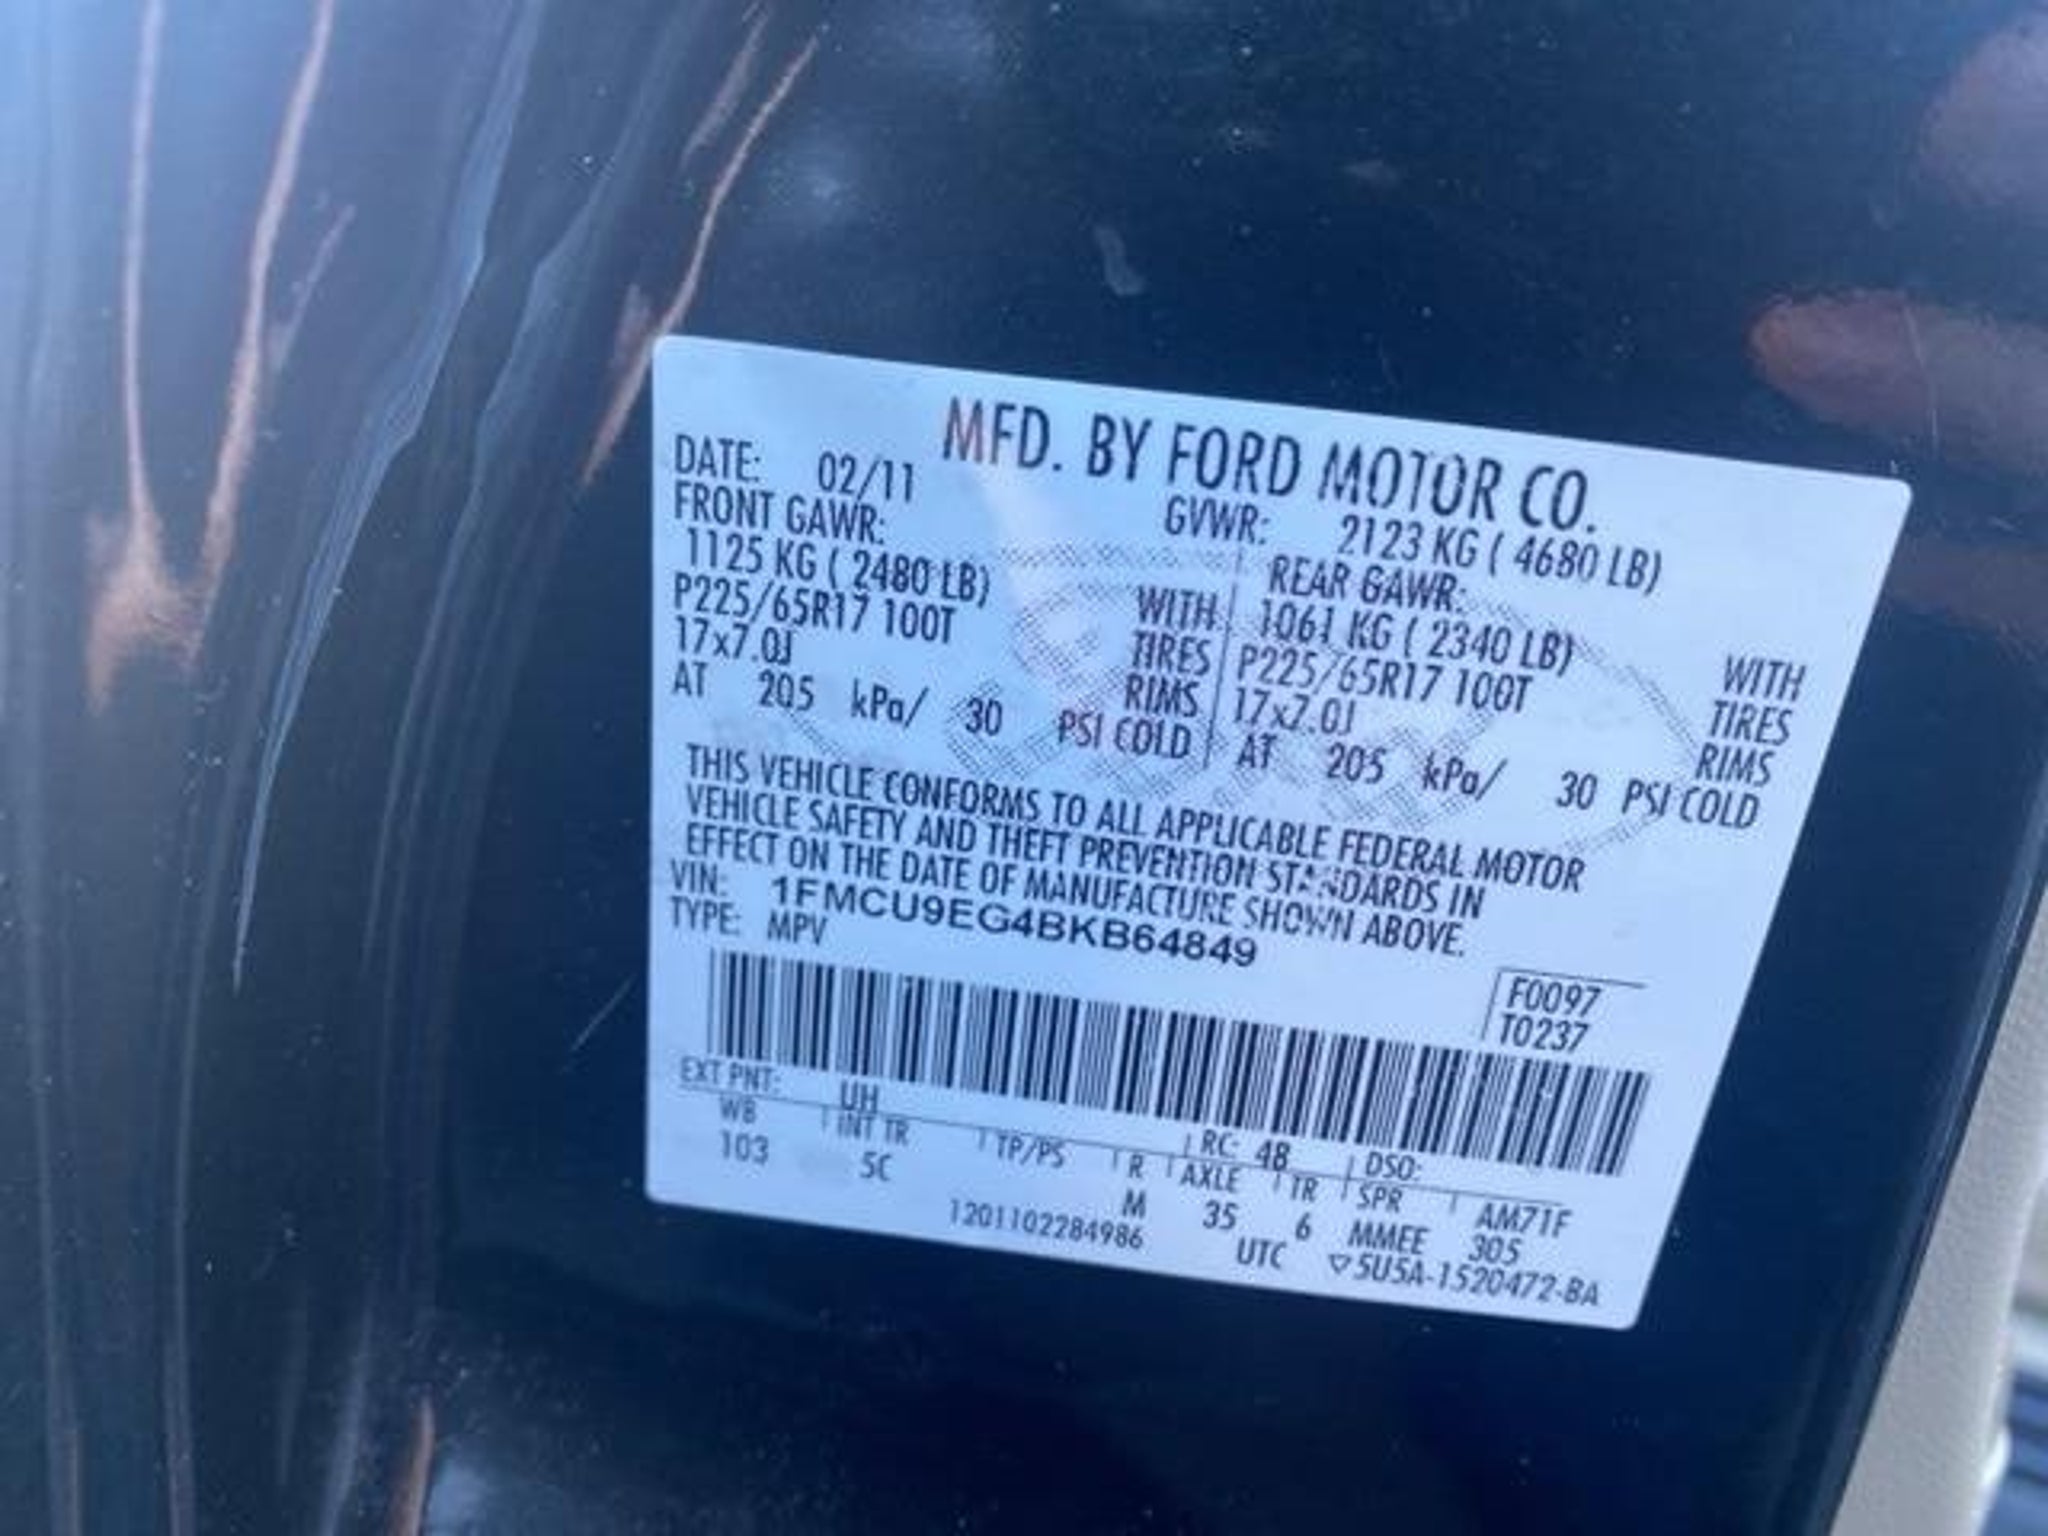 MFD. BY FORD MOTOR CO.
DATE: 02/11 GVWR: 2123 KG ( 4680 LB)
FRONT GAWR: REAR GAWR:
1125 KG ( 2480 LB) WITH 1061 KG ( 2340 LB) WITH
P225/65R17 100T TIRES P225/65R17 100T TIRES
17x7.0J RIMS 17x7.0J RIMS
AT 205 kPa/ 30 PSI COLD AT 205 kPa/ 30 PSI COLD
THIS VEHICLE CONFORMS TO ALL APPLICABLE FEDERAL MOTOR
VEHICLE SAFETY AND THEFT PREVENTION STANDARDS IN
EFFECT ON THE DATE OF MANUFACTURE SHOWN ABOVE.
VIN: 1FMCU9EG4BKB64849
TYPE: MPV
F0097
T0237
EXT PNT: UH RC: 48 DSO:
WB INT TR TP/PS R AXLE TR SPR AM71F
103 5C M 35 6 MMEE 305
1201102284986 UTC ▽5U5A-1520472-BA